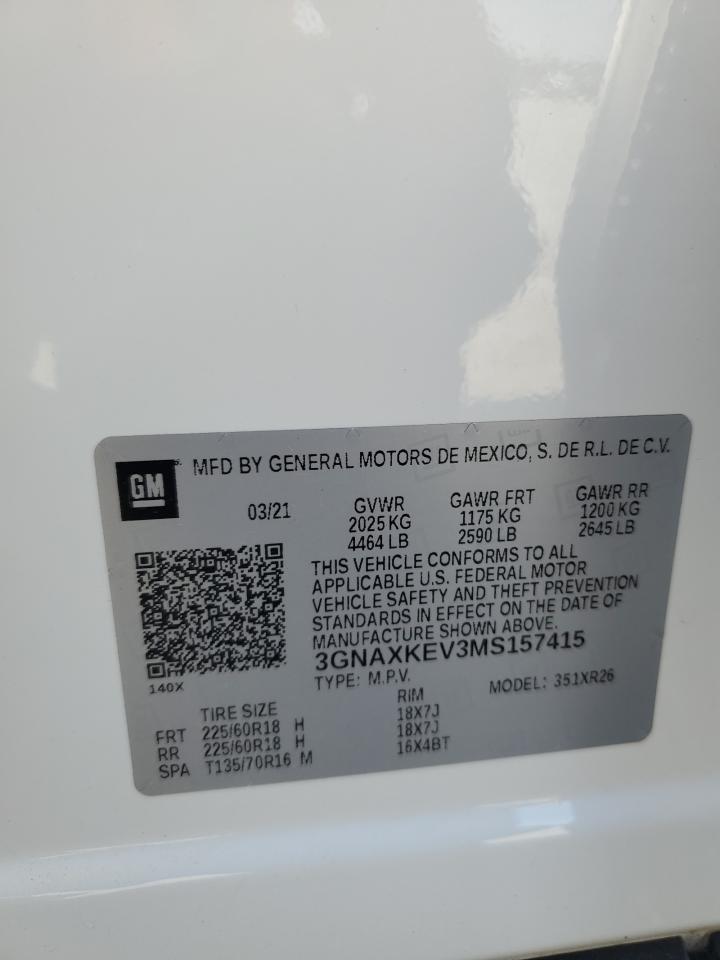 GM MFD BY GENERAL MOTORS DE MEXICO, S. DE R.L. DE C.V.
03/21 GVWR GAWR FRT GAWR RR
2025 KG 1175 KG 1200 KG
4464 LB 2590 LB 2645 LB
THIS VEHICLE CONFORMS TO ALL
APPLICABLE U.S. FEDERAL MOTOR
VEHICLE SAFETY AND THEFT PREVENTION
STANDARDS IN EFFECT ON THE DATE OF
MANUFACTURE SHOWN ABOVE.
3GNAXKEV3MS157415
140X TYPE: M.P.V. MODEL: 351XR26
TIRE SIZE RIM
FRT 225/60R18 H 18X7J
RR 225/60R18 H 18X7J
SPA T135/70R16 M 16X4BT